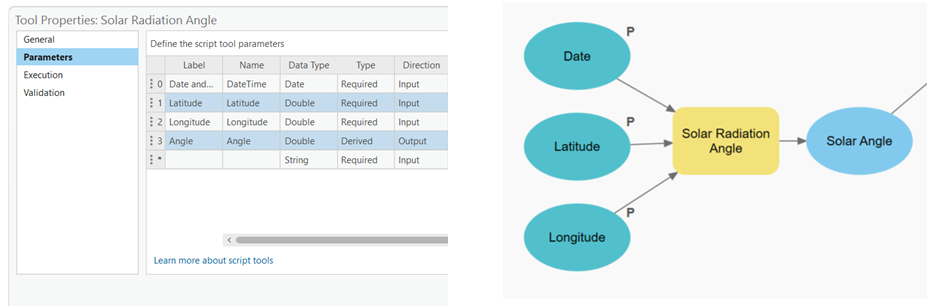 Tool Properties: Solar Radiation Angle
General
Parameters
Execution
Validation
Define the script tool parameters
Label Name Data Type Type Direction
0 Date and... DateTime Date Required Input
1 Latitude Latitude Double Required Input
2 Longitude Longitude Double Required Input
3 Angle Angle Double Derived Output
* String Required Input
Learn more about script tools
P
Date
P
Latitude
P
Longitude
Solar Radiation
Angle
Solar Angle